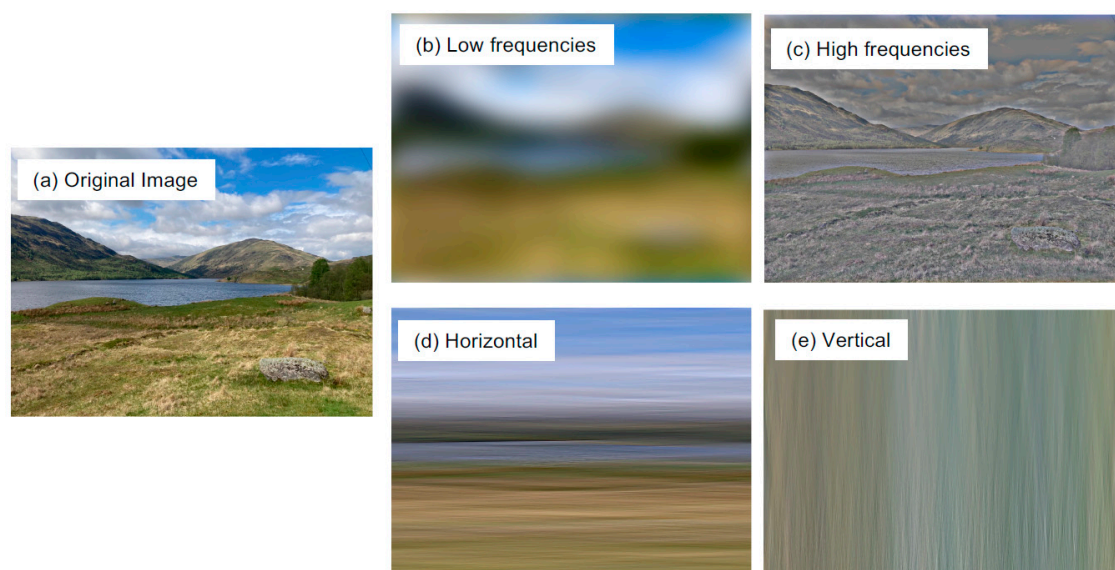 (a) Original Image
(b) Low frequencies
(c) High frequencies
(d) Horizontal
(e) Vertical